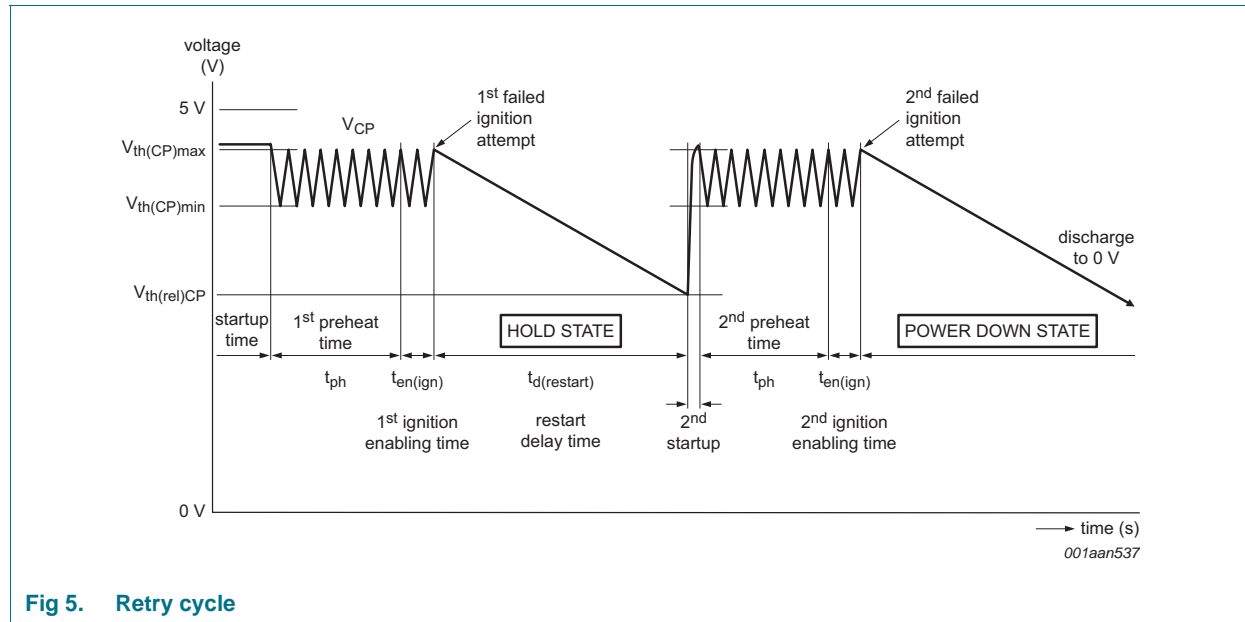 voltage
(V)
5 V
V_CP
1st failed
ignition
attempt
2nd failed
ignition
attempt
Vth(CP)max
Vth(CP)min
discharge
to 0 V
Vth(rel)CP
startup
time
1st preheat
time
HOLD STATE
2nd preheat
time
POWER DOWN STATE
tph
ten(ign)
td(restart)
tph
ten(ign)
1st ignition
enabling time
restart
delay time
2nd
startup
2nd ignition
enabling time
0 V
time (s)
001aan537
Fig 5. Retry cycle